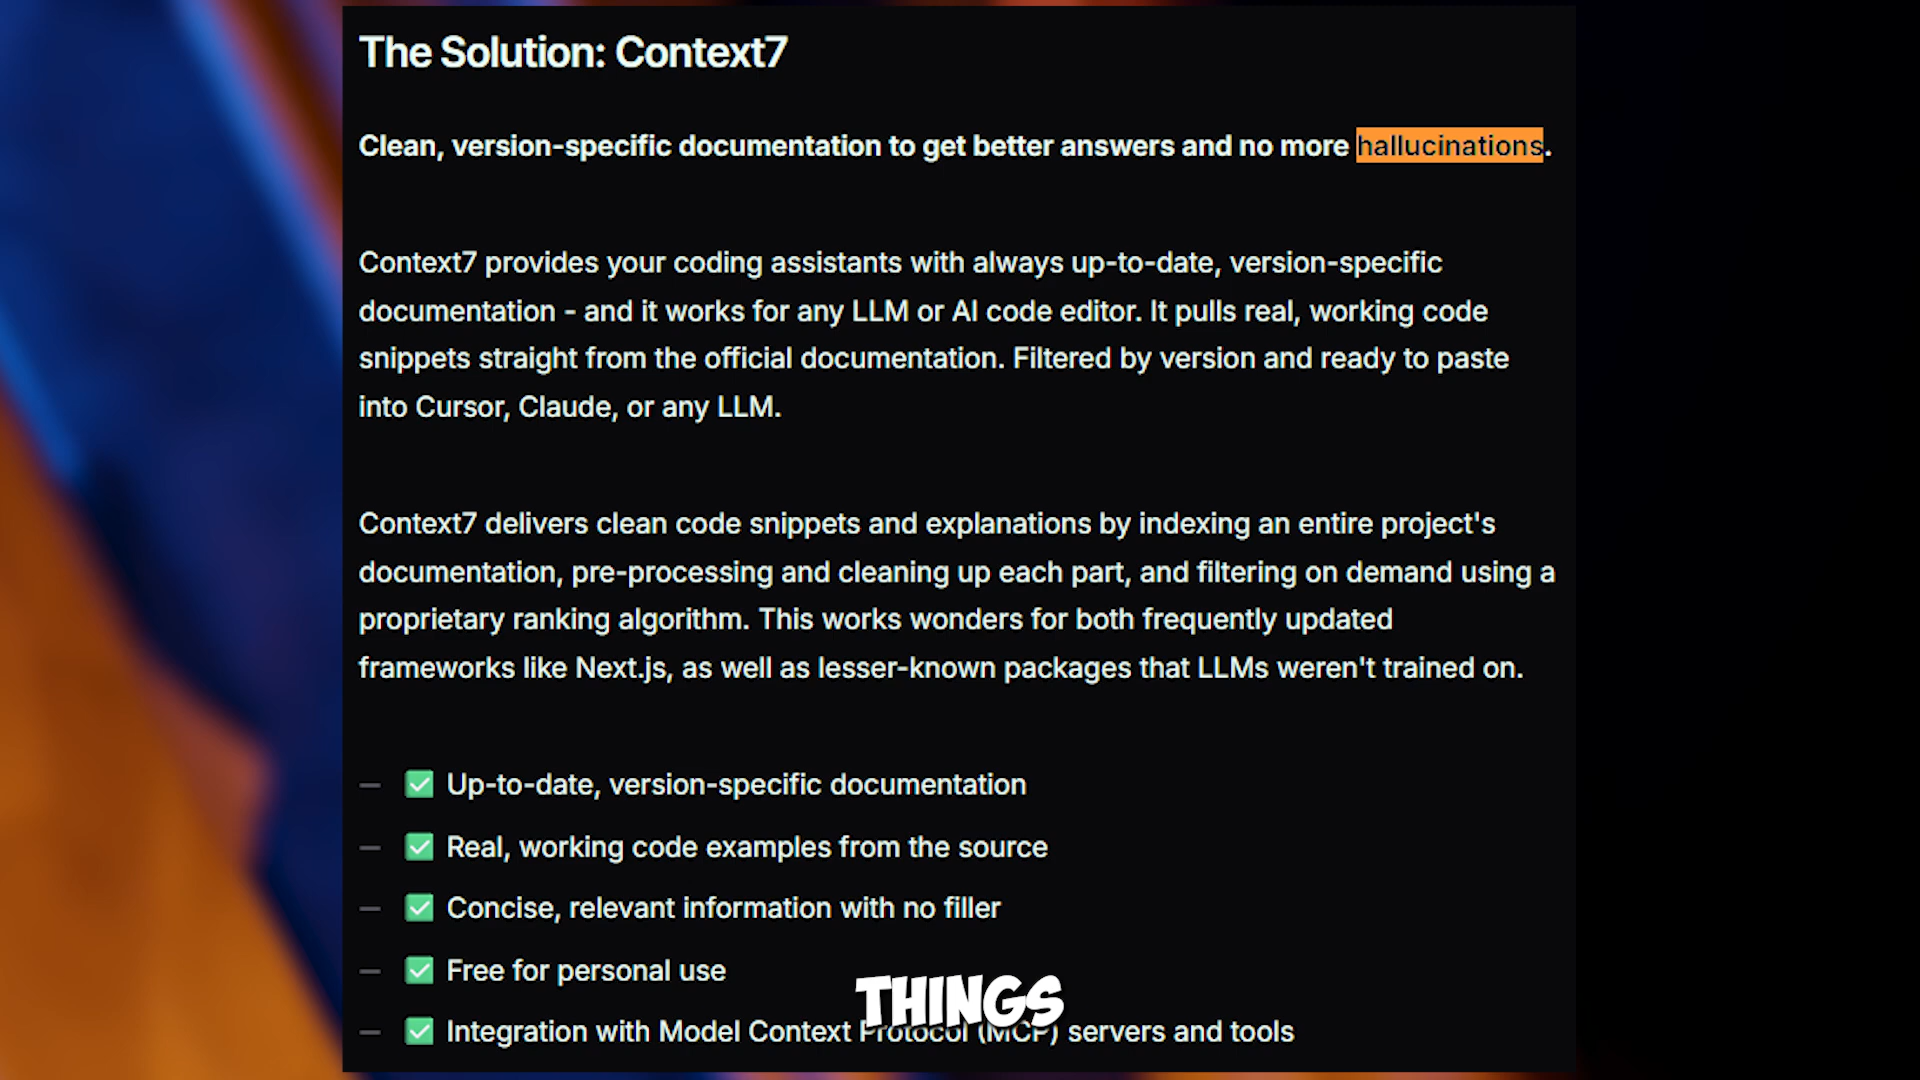 The Solution: Context7
Clean, version-specific documentation to get better answers and no more hallucinations.
Context7 provides your coding assistants with always up-to-date, version-specific
documentation - and it works for any LLM or AI code editor. It pulls real, working code
snippets straight from the official documentation. Filtered by version and ready to paste
into Cursor, Claude, or any LLM.
Context7 delivers clean code snippets and explanations by indexing an entire project's
documentation, pre-processing and cleaning up each part, and filtering on demand using a
proprietary ranking algorithm. This works wonders for both frequently updated
frameworks like Next.js, as well as lesser-known packages that LLMs weren't trained on.
– ✅ Up-to-date, version-specific documentation
– ✅ Real, working code examples from the source
– ✅ Concise, relevant information with no filler
– ✅ Free for personal use
THINGS
– ✅ Integration with Model Context Protocol (MCP) servers and tools